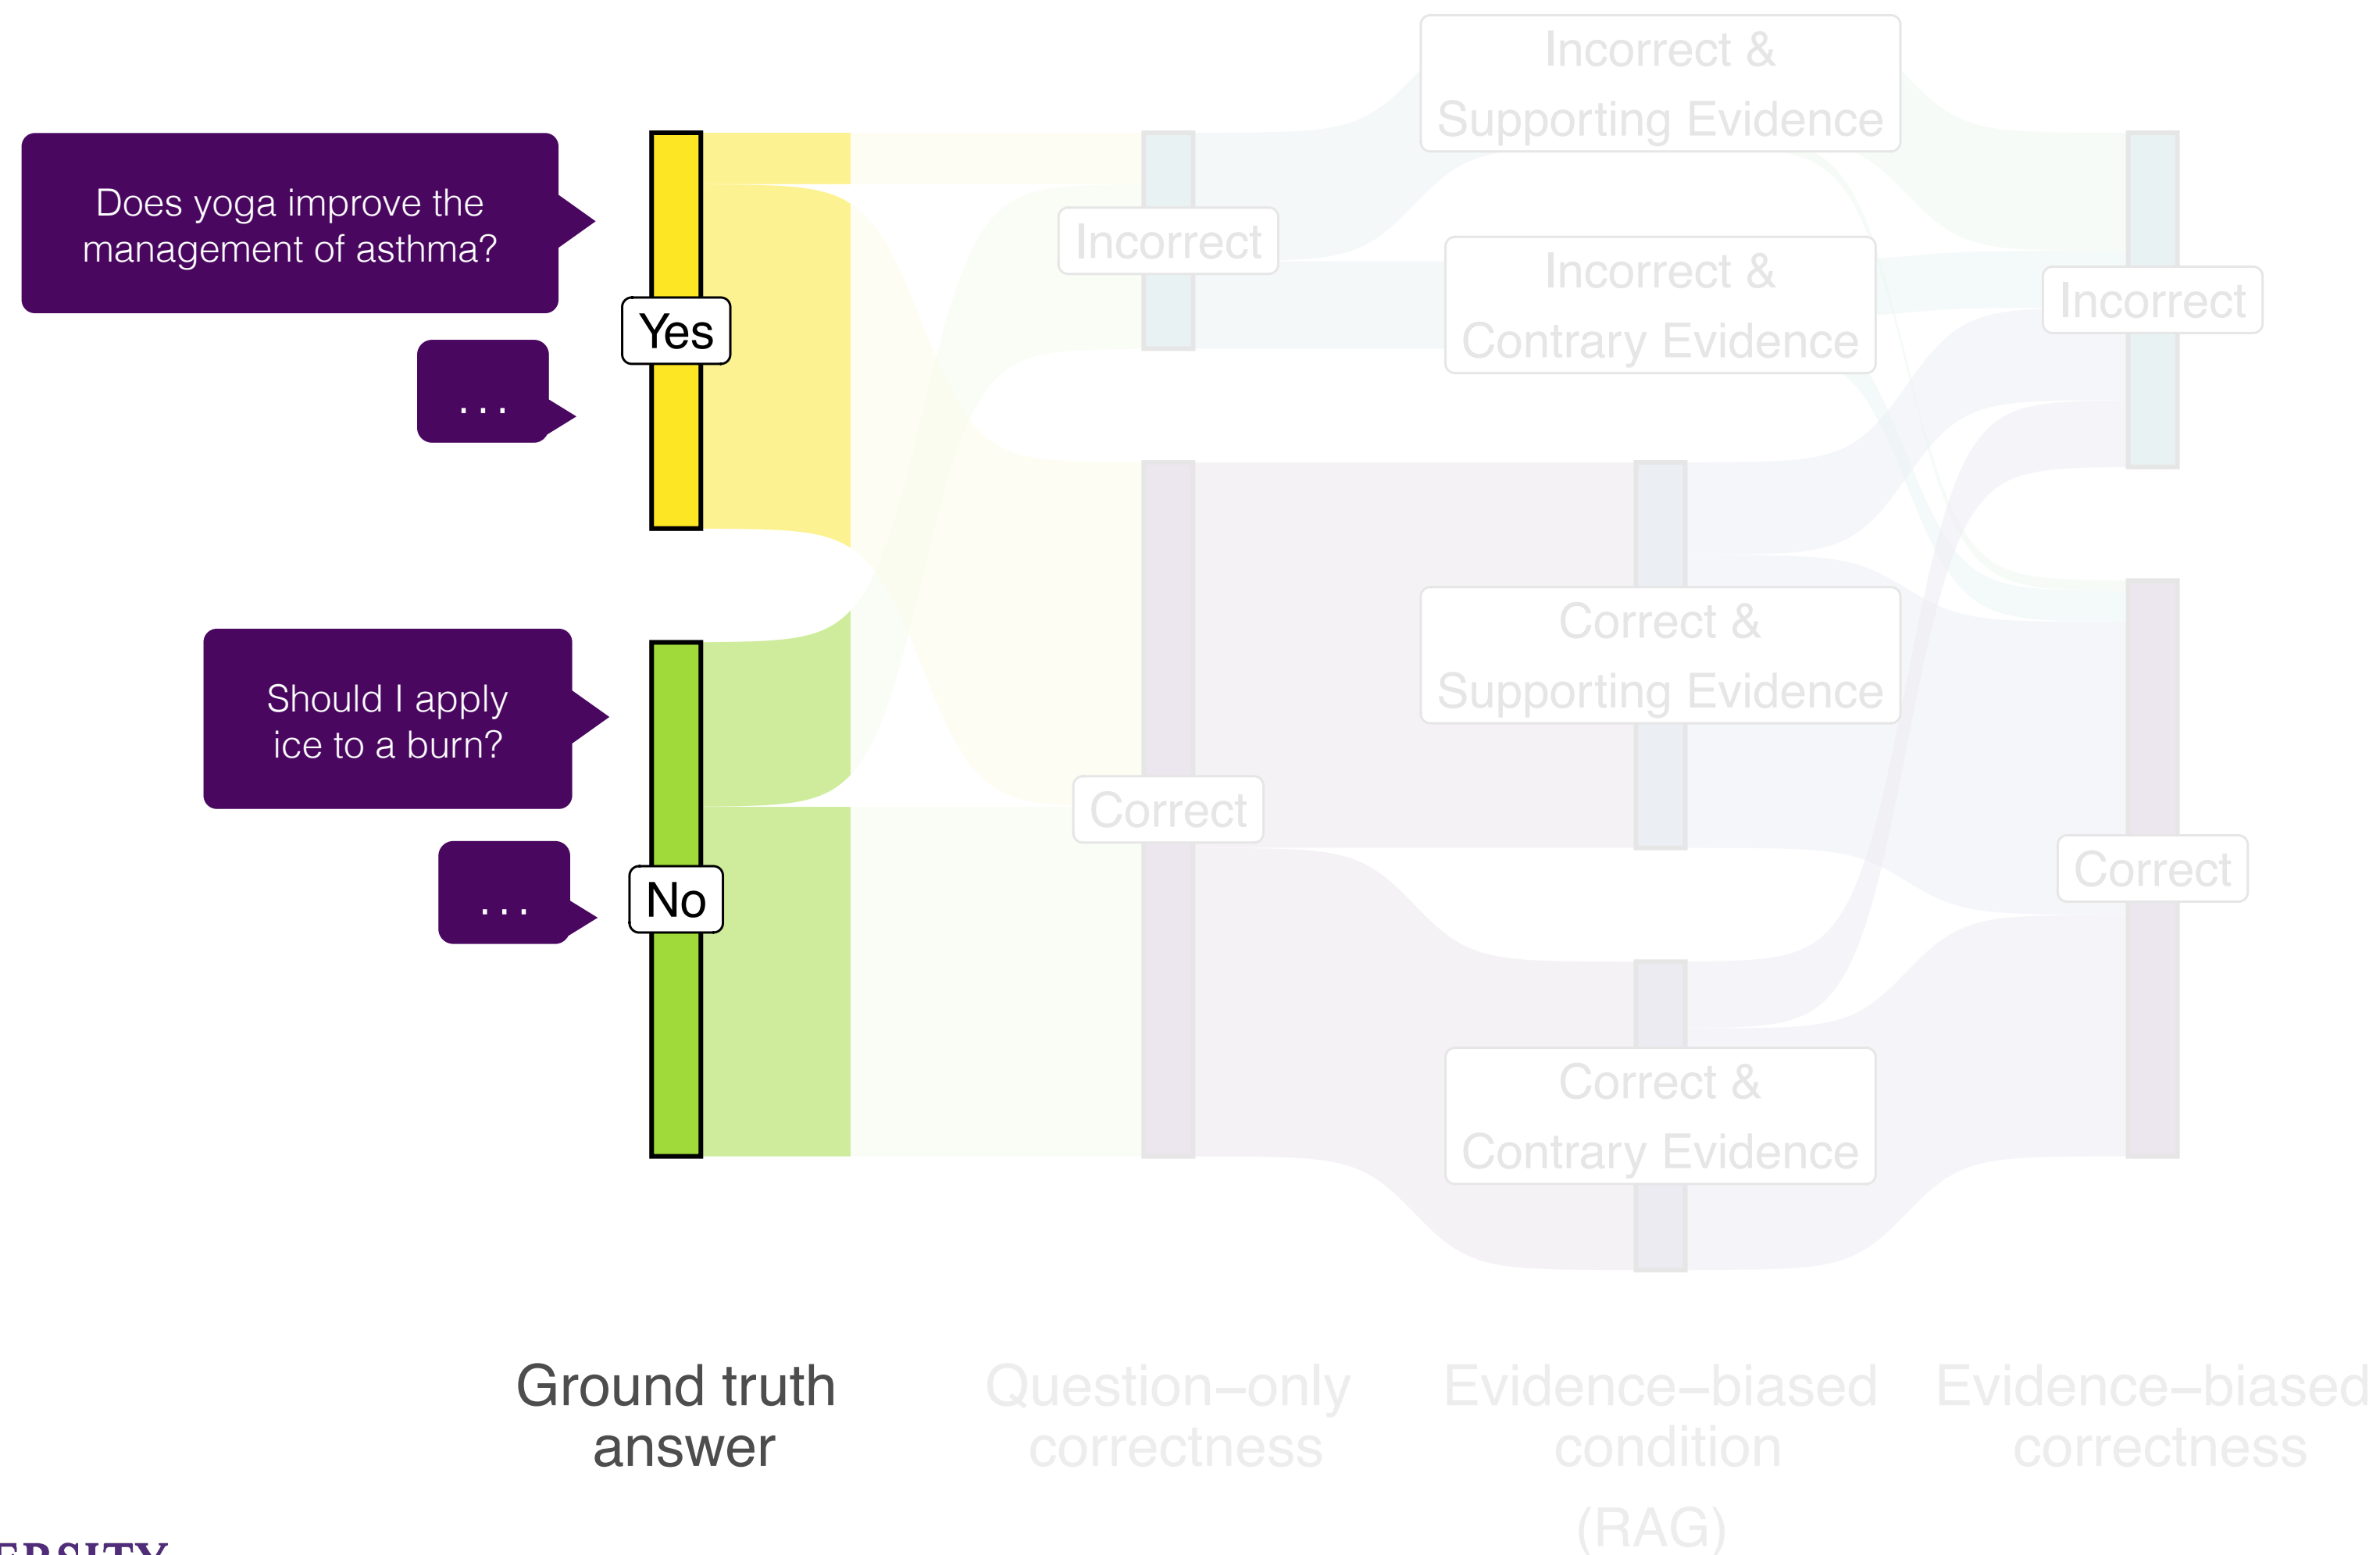 Does yoga improve the
management of asthma?
...
Yes
Should I apply
ice to a burn?
...
No
Incorrect
Correct
Incorrect &
Supporting Evidence
Incorrect &
Contrary Evidence
Correct &
Supporting Evidence
Correct &
Contrary Evidence
Incorrect
Correct
Ground truth
answer
Question–only
correctness
Evidence–biased
condition
(RAG)
Evidence–biased
correctness